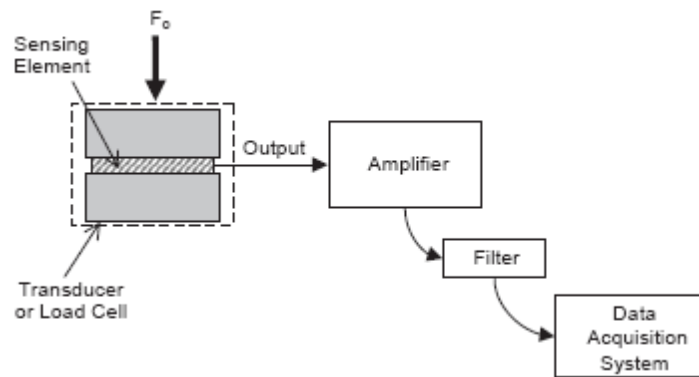 F₀
Sensing
Element
Output
Amplifier
Filter
Transducer
or Load Cell
Data
Acquisition
System